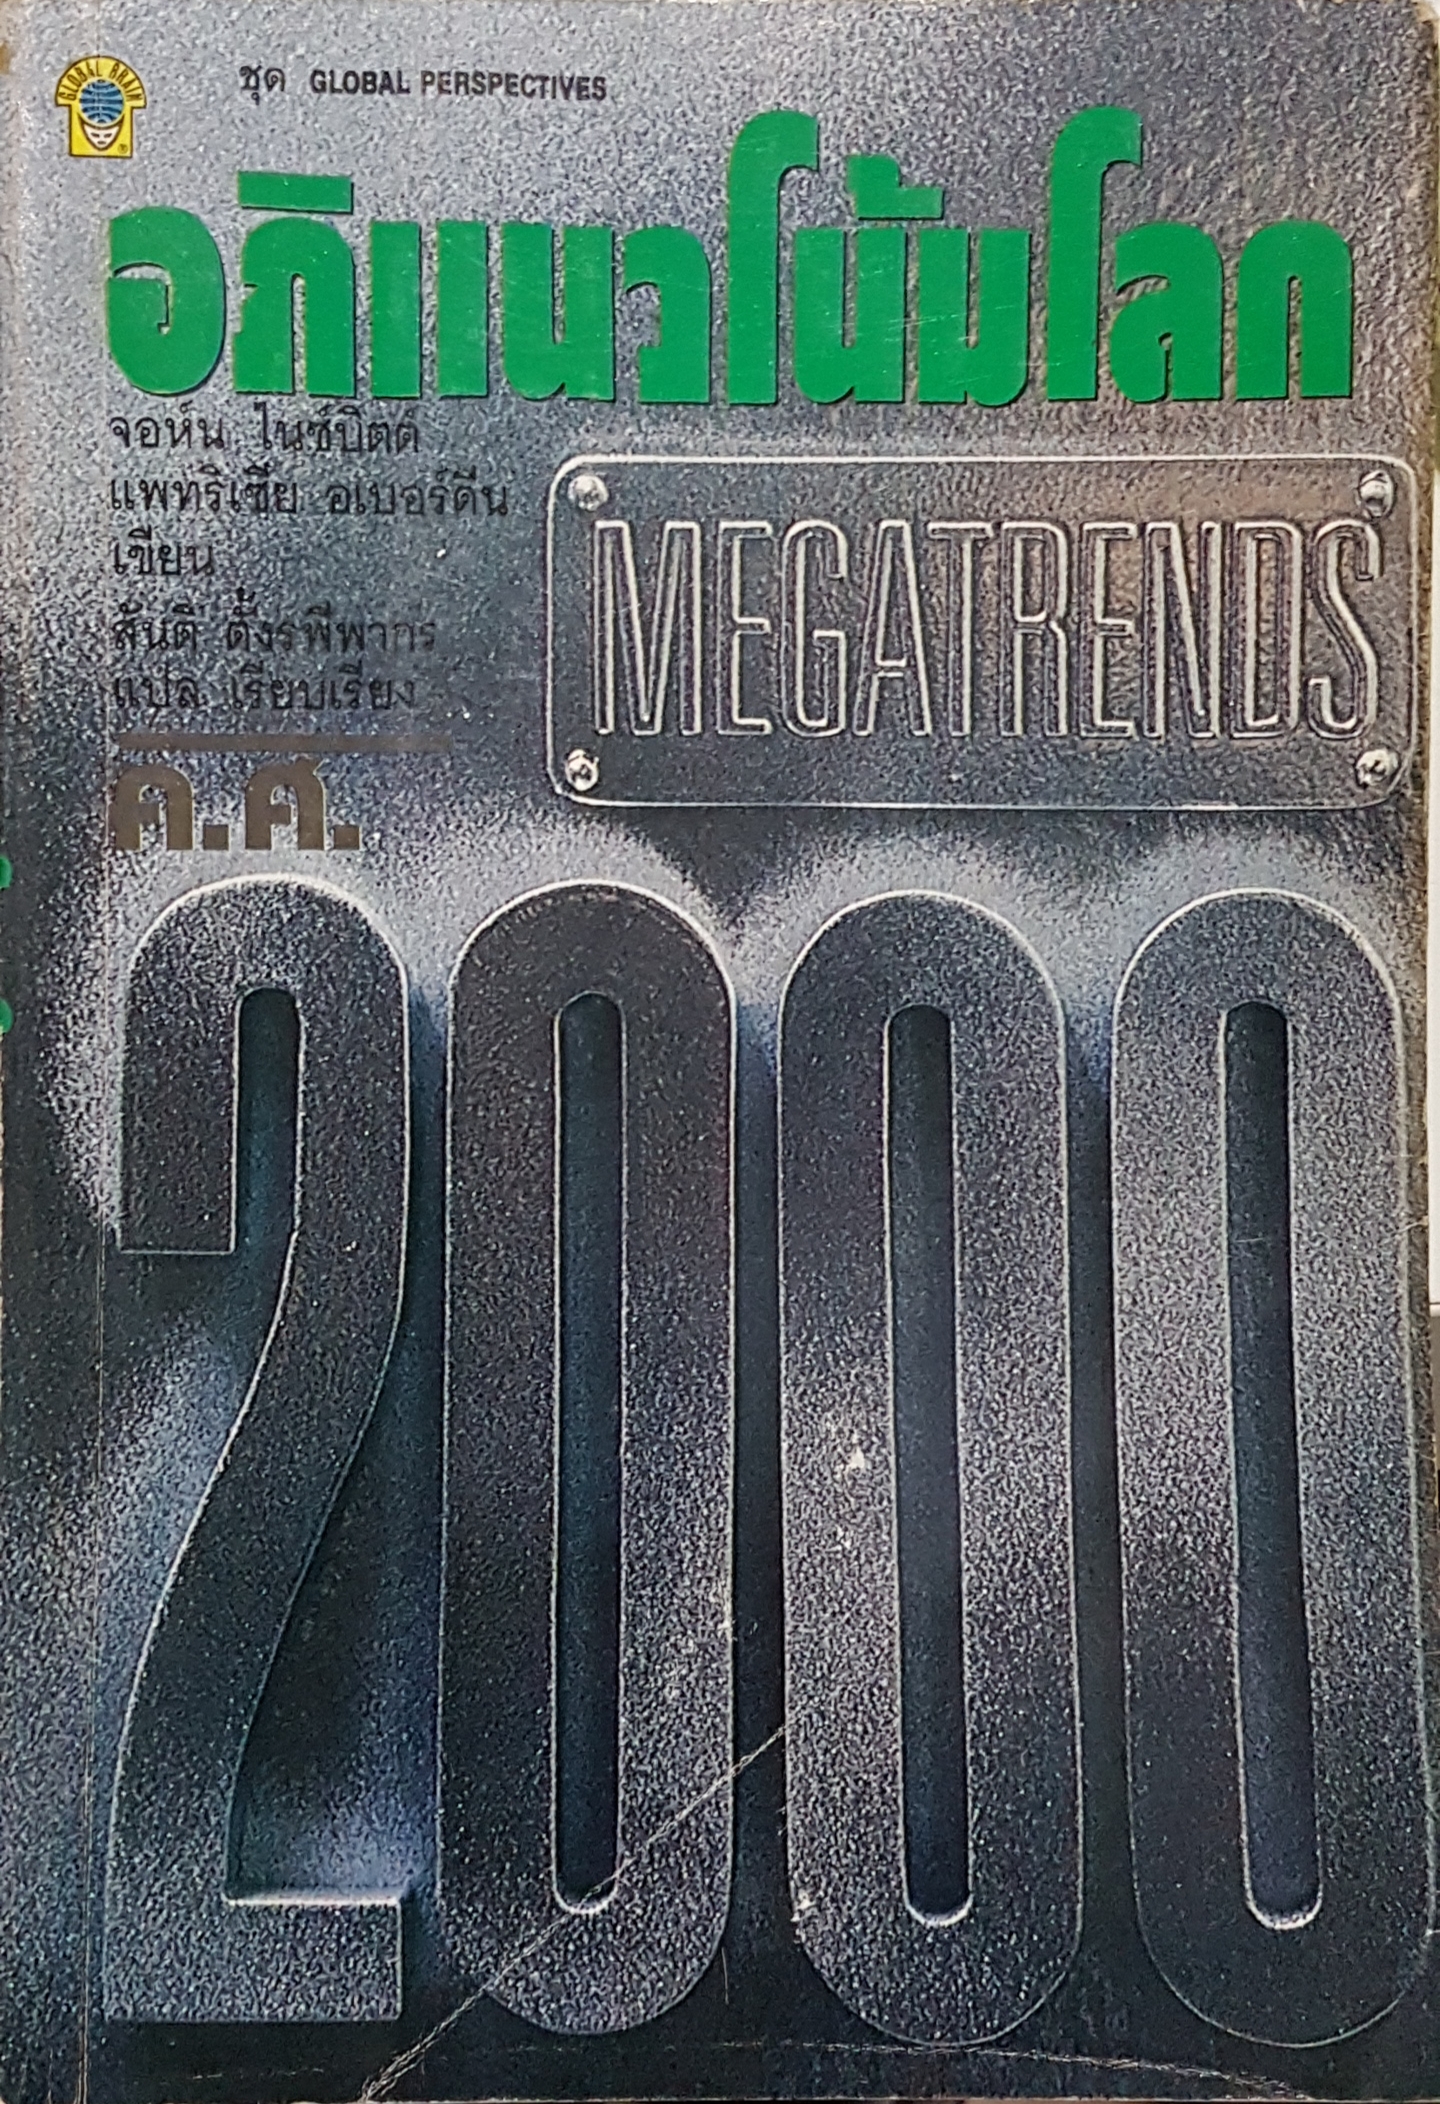 GLOBAL BRAIN
®
ชุด GLOBAL PERSPECTIVES
อภิแนวโน้มโลก
จอห์น ไนซ์บิตต์
แพทริเซีย อเบอร์ดีน
เขียน
สันติ ตั้งรพีพากร
แปล เรียบเรียง
MEGATRENDS
ค.ศ.
2000